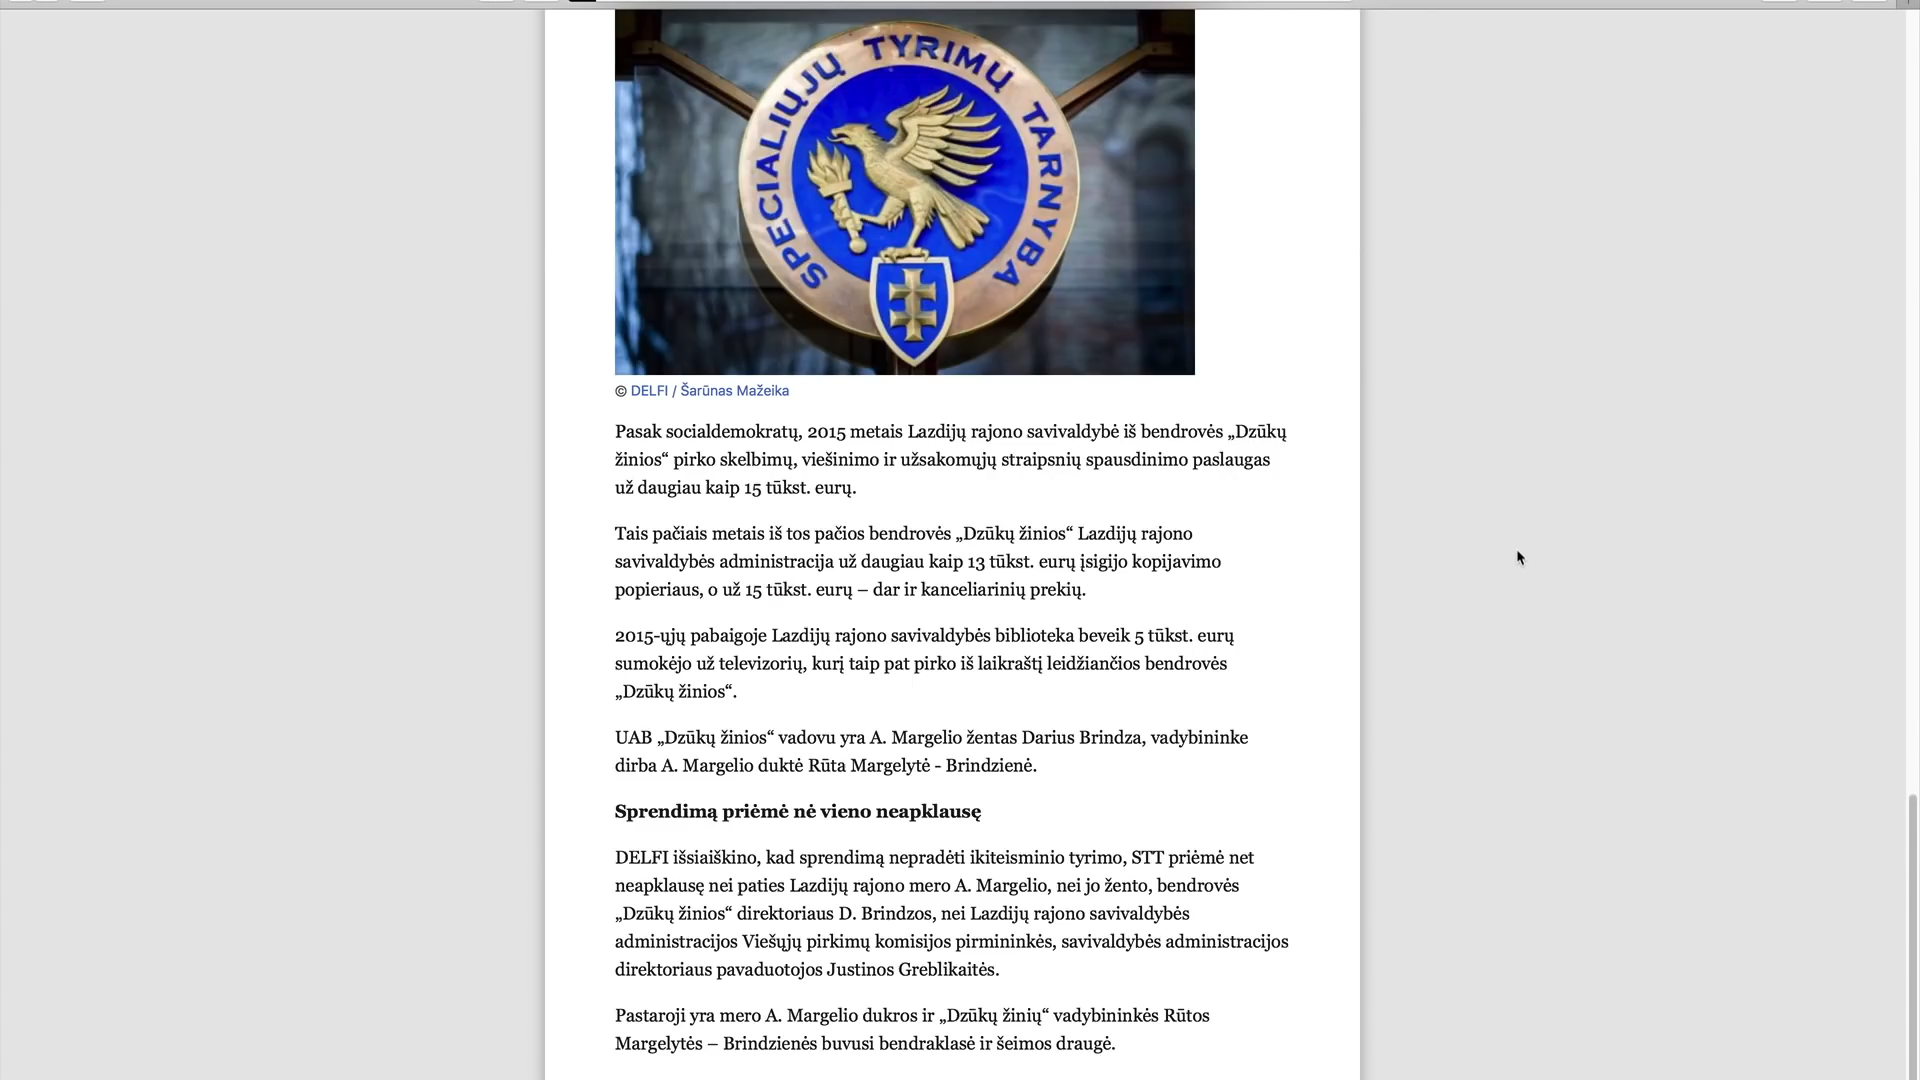 SPECIALIŲJŲ TYRIMŲ TARNYBA
© DELFI / Šarūnas Mažeika
Pasak socialdemokratų, 2015 metais Lazdijų rajono savivaldybė iš bendrovės „Dzūkų
žinios“ pirko skelbimų, viešinimo ir užsakomųjų straipsnių spausdinimo paslaugas
už daugiau kaip 15 tūkst. eurų.
Tais pačiais metais iš tos pačios bendrovės „Dzūkų žinios“ Lazdijų rajono
savivaldybės administracija už daugiau kaip 13 tūkst. eurų įsigijo kopijavimo
popieriaus, o už 15 tūkst. eurų – dar ir kanceliarinių prekių.
2015-ųjų pabaigoje Lazdijų rajono savivaldybės biblioteka beveik 5 tūkst. eurų
sumokėjo už televizorių, kurį taip pat pirko iš laikraštį leidžiančios bendrovės
„Dzūkų žinios“.
UAB „Dzūkų žinios“ vadovu yra A. Margelio žentas Darius Brindza, vadybininke
dirba A. Margelio duktė Rūta Margelytė - Brindzienė.
Sprendimą priėmė nė vieno neapklausę
DELFI išsiaiškino, kad sprendimą nepradėti ikiteisminio tyrimo, STT priėmė net
neapklausę nei paties Lazdijų rajono mero A. Margelio, nei jo žento, bendrovės
„Dzūkų žinios“ direktoriaus D. Brindzos, nei Lazdijų rajono savivaldybės
administracijos Viešųjų pirkimų komisijos pirmininkės, savivaldybės administracijos
direktoriaus pavaduotojos Justinos Greblikaitės.
Pastaroji yra mero A. Margelio dukros ir „Dzūkų žinių“ vadybininkės Rūtos
Margelytės – Brindzienės buvusi bendraklasė ir šeimos draugė.